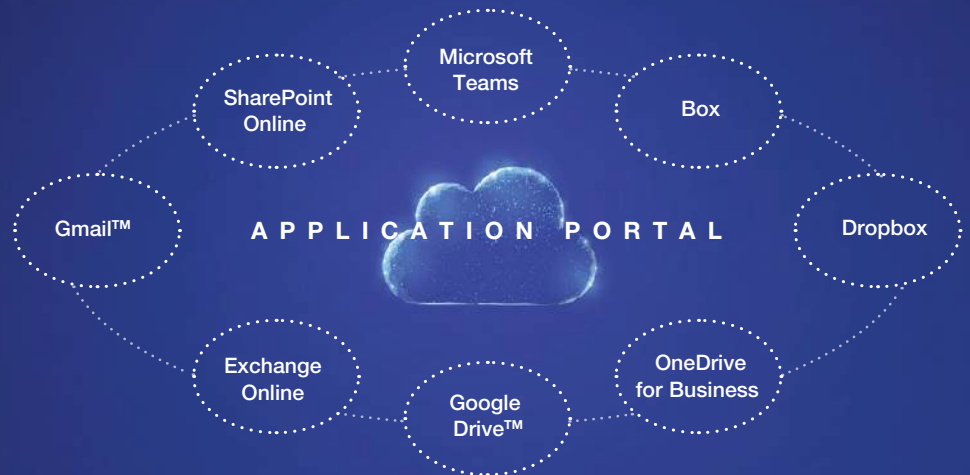 Microsoft
Teams
SharePoint
Online
Box
Gmail™
APPLICATION PORTAL
Dropbox
Exchange
Online
OneDrive
for Business
Google
Drive™